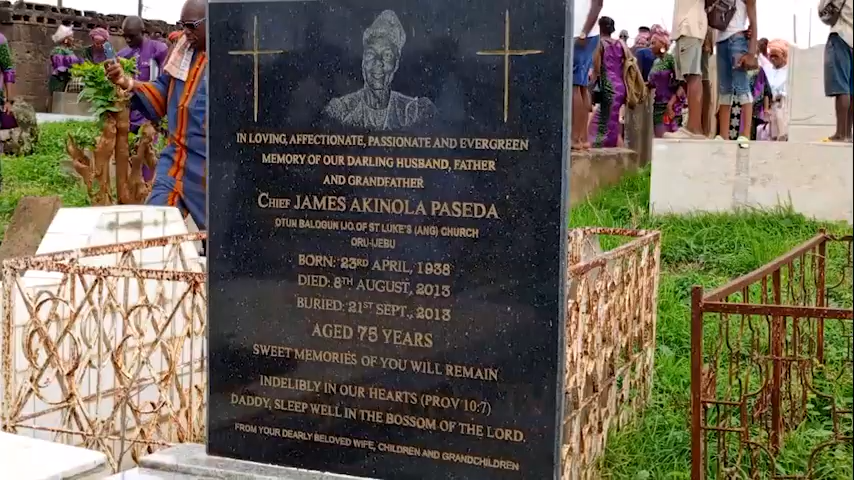 IN LOVING, AFFECTIONATE, PASSIONATE AND EVERGREEN
MEMORY OF OUR DARLING HUSBAND, FATHER
AND GRANDFATHER
CHIEF JAMES AKINOLA PASEDA
OTUN BALOGUN IJO OF ST LUKE'S (ANG) CHURCH
ORU-IJEBU
BORN: 23RD APRIL, 1938
DIED: 8TH AUGUST, 2013
BURIED: 21ST SEPT., 2013
AGED 75 YEARS
SWEET MEMORIES OF YOU WILL REMAIN
INDELIBLY IN OUR HEARTS (PROV 10:7)
DADDY, SLEEP WELL IN THE BOSSOM OF THE LORD.
FROM YOUR DEARLY BELOVED WIFE, CHILDREN AND GRANDCHILDREN